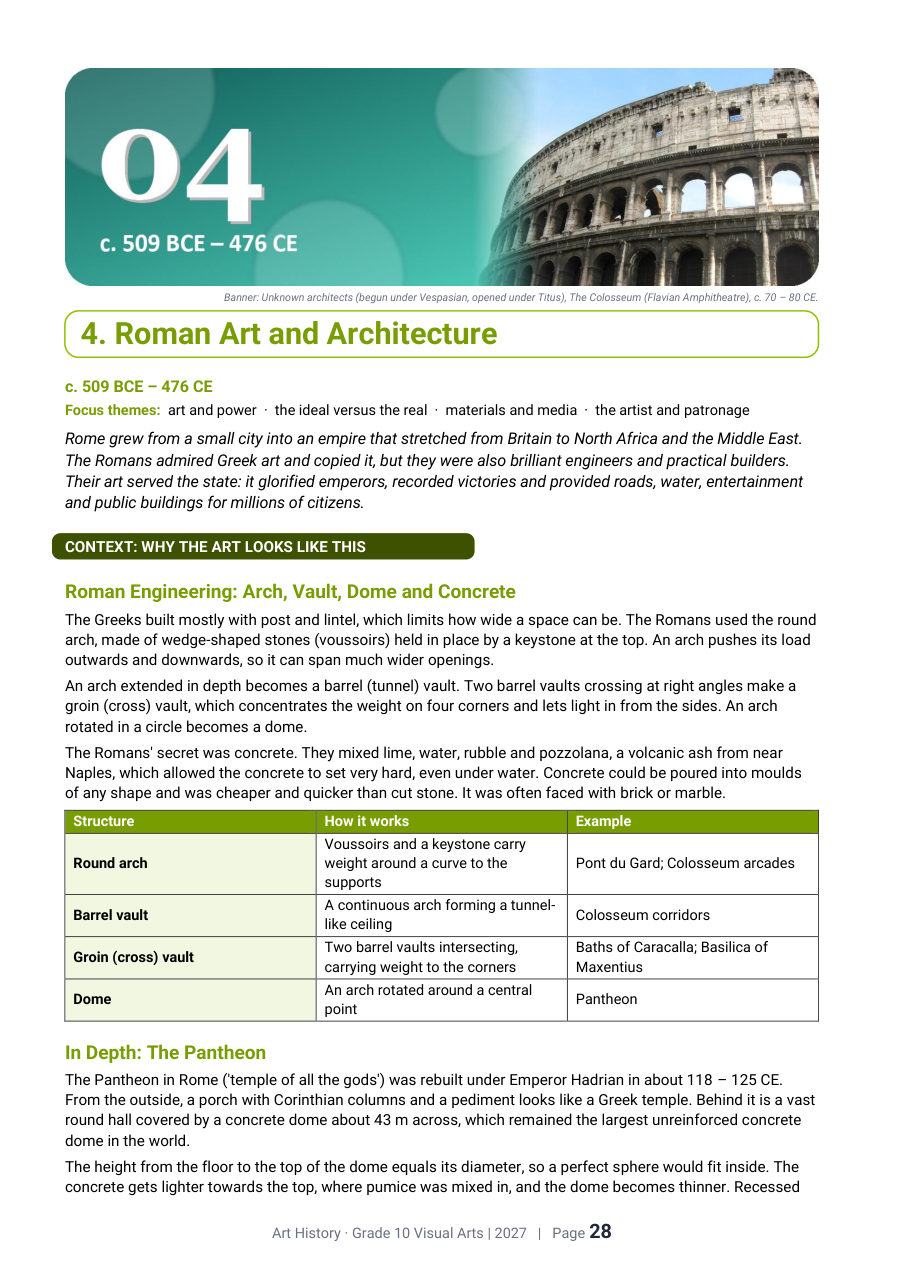 04
c. 509 BCE – 476 CE
Banner: Unknown architects (begun under Vespasian, opened under Titus), The Colosseum (Flavian Amphitheatre), c. 70 – 80 CE.
4. Roman Art and Architecture
c. 509 BCE – 476 CE
Focus themes: art and power · the ideal versus the real · materials and media · the artist and patronage
Rome grew from a small city into an empire that stretched from Britain to North Africa and the Middle East.
The Romans admired Greek art and copied it, but they were also brilliant engineers and practical builders.
Their art served the state: it glorified emperors, recorded victories and provided roads, water, entertainment
and public buildings for millions of citizens.
CONTEXT: WHY THE ART LOOKS LIKE THIS
Roman Engineering: Arch, Vault, Dome and Concrete
The Greeks built mostly with post and lintel, which limits how wide a space can be. The Romans used the round
arch, made of wedge-shaped stones (voussoirs) held in place by a keystone at the top. An arch pushes its load
outwards and downwards, so it can span much wider openings.
An arch extended in depth becomes a barrel (tunnel) vault. Two barrel vaults crossing at right angles make a
groin (cross) vault, which concentrates the weight on four corners and lets light in from the sides. An arch
rotated in a circle becomes a dome.
The Romans' secret was concrete. They mixed lime, water, rubble and pozzolana, a volcanic ash from near
Naples, which allowed the concrete to set very hard, even under water. Concrete could be poured into moulds
of any shape and was cheaper and quicker than cut stone. It was often faced with brick or marble.
Structure How it works Example
Round arch
Voussoirs and a keystone carry
weight around a curve to the
supports
Pont du Gard; Colosseum arcades
Barrel vault
A continuous arch forming a tunnel-
like ceiling
Colosseum corridors
Groin (cross) vault
Two barrel vaults intersecting,
carrying weight to the corners
Baths of Caracalla; Basilica of
Maxentius
Dome
An arch rotated around a central
point
Pantheon
In Depth: The Pantheon
The Pantheon in Rome ('temple of all the gods') was rebuilt under Emperor Hadrian in about 118 – 125 CE.
From the outside, a porch with Corinthian columns and a pediment looks like a Greek temple. Behind it is a vast
round hall covered by a concrete dome about 43 m across, which remained the largest unreinforced concrete
dome in the world.
The height from the floor to the top of the dome equals its diameter, so a perfect sphere would fit inside. The
concrete gets lighter towards the top, where pumice was mixed in, and the dome becomes thinner. Recessed
Art History · Grade 10 Visual Arts | 2027 | Page 28